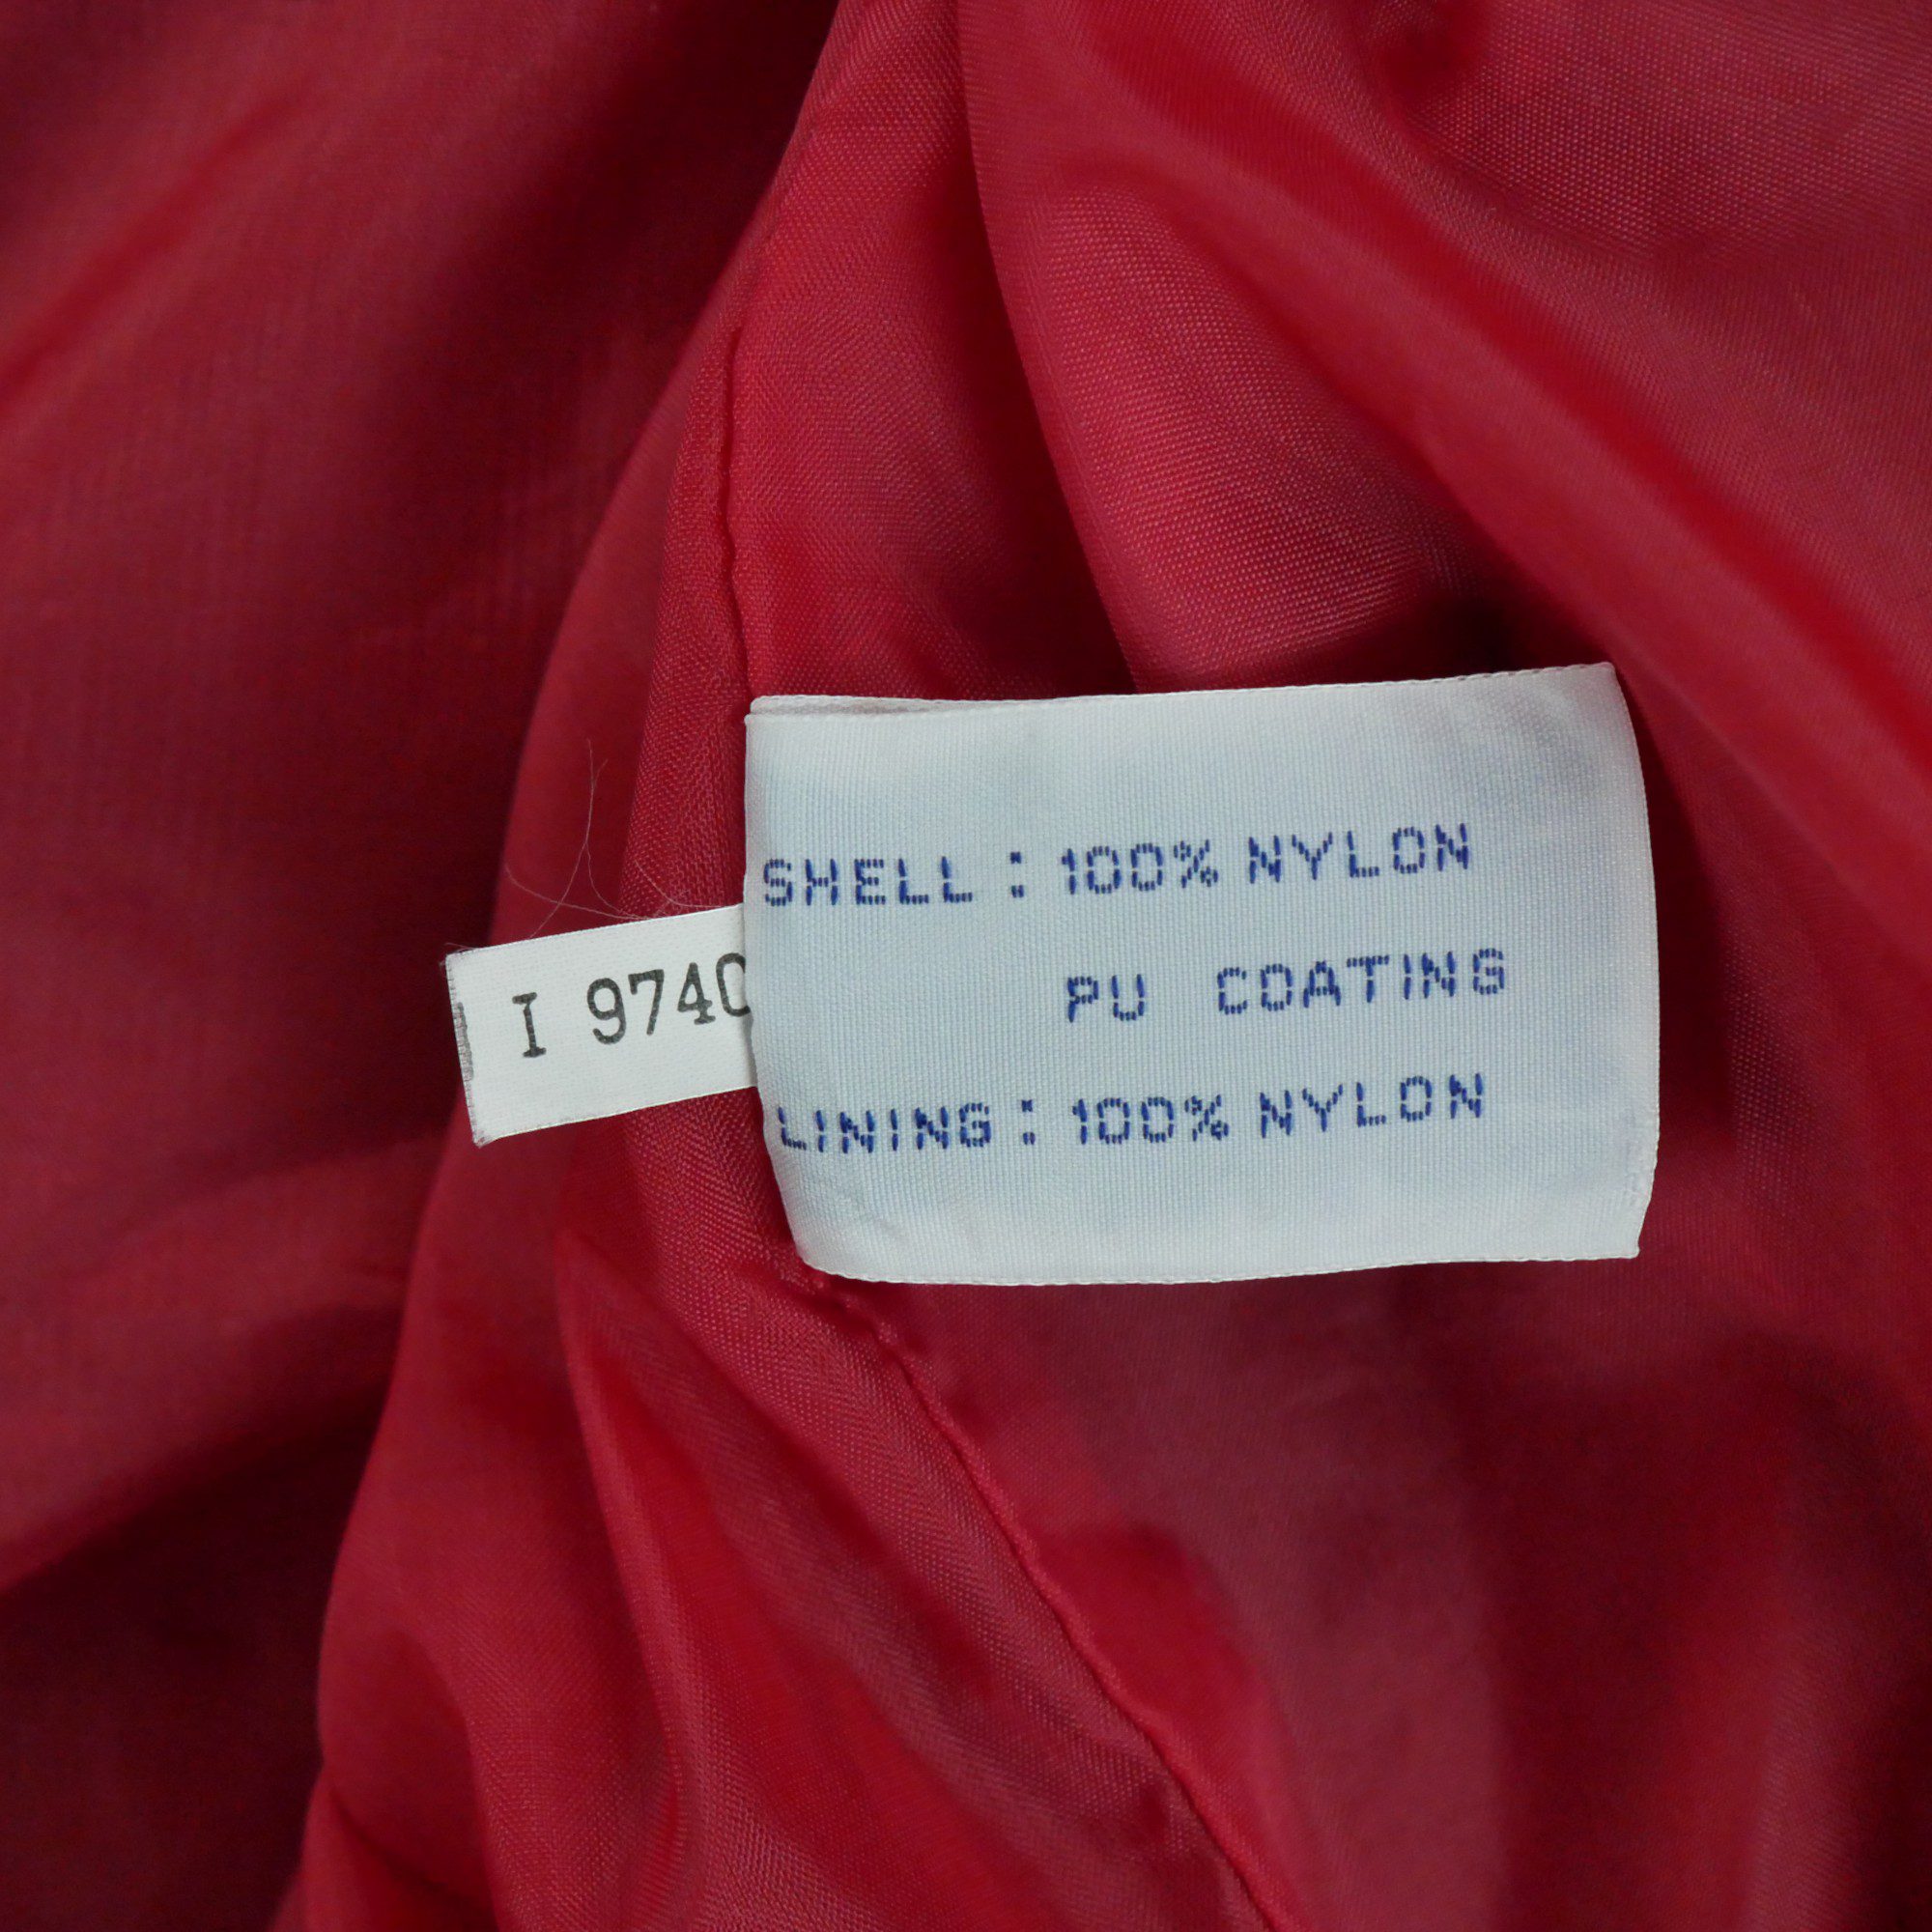 SHELL : 100% NYLON
PU COATING
I 9740
LINING : 100% NYLON